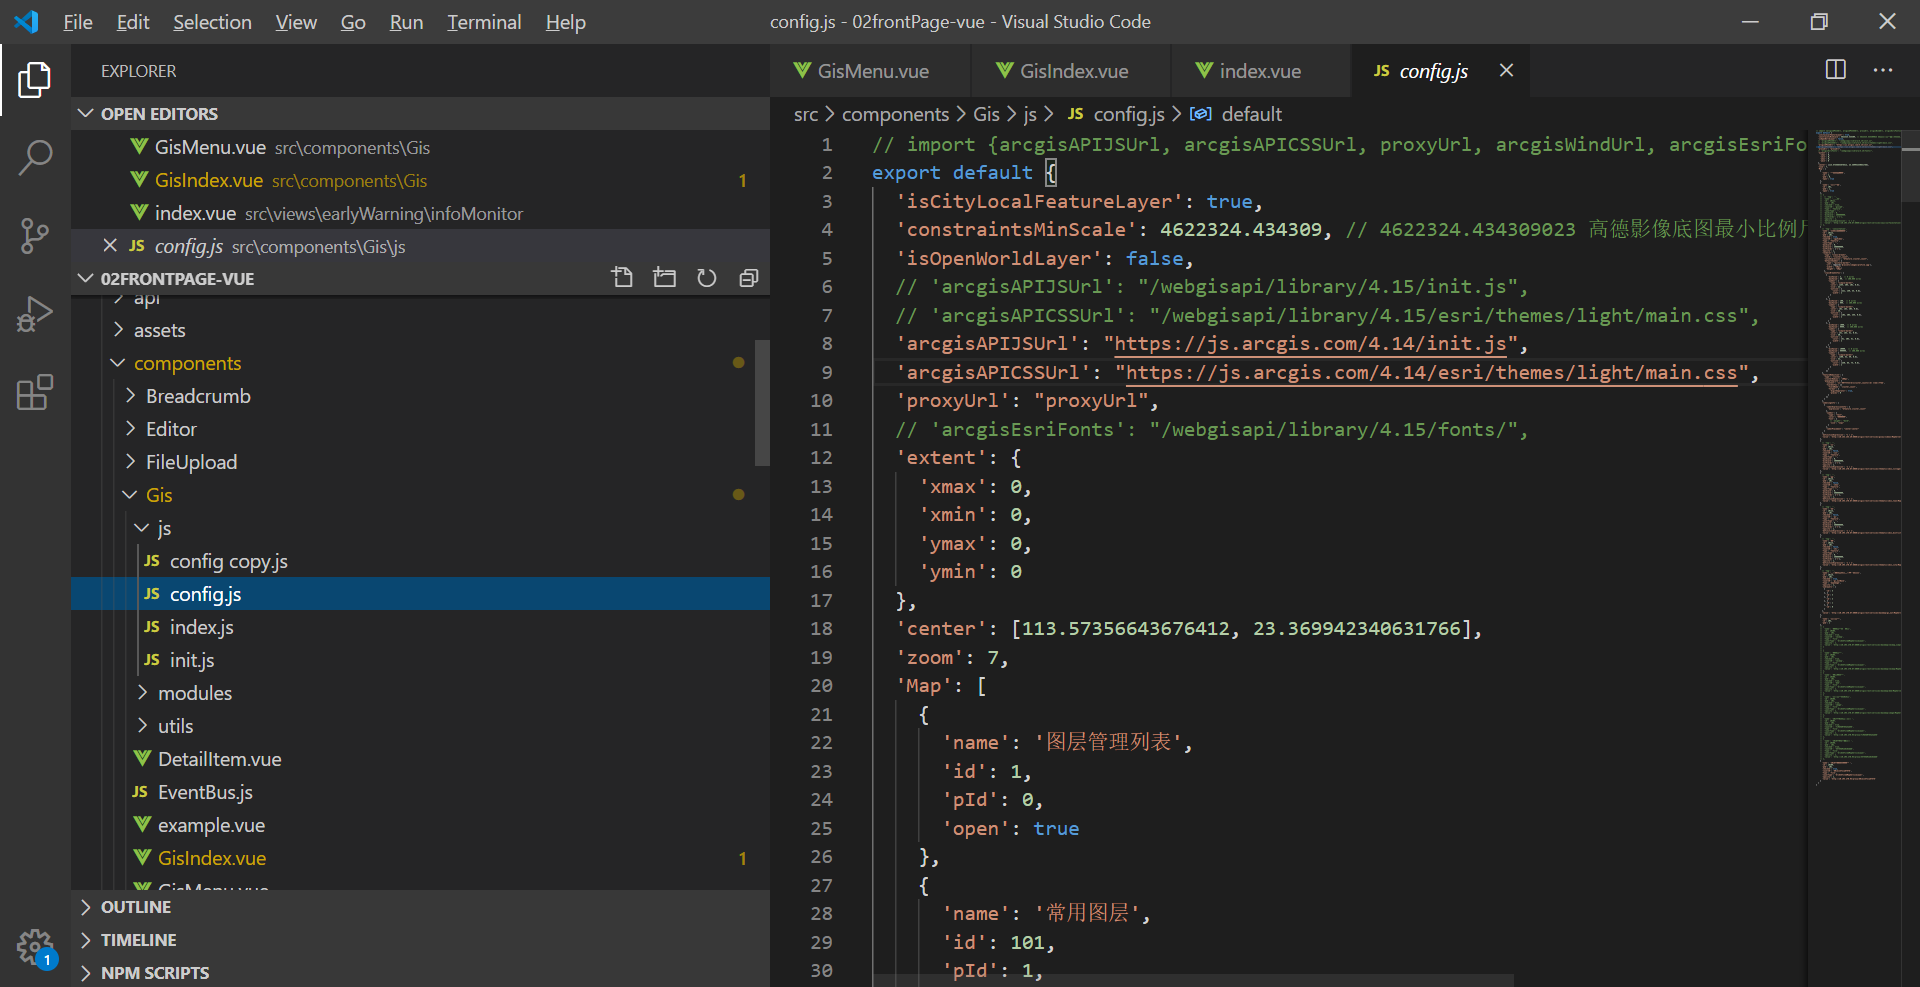 File Edit Selection View Go Run Terminal Help config.js - 02frontPage-vue - Visual Studio Code
EXPLORER
OPEN EDITORS
GisMenu.vue src\components\Gis
GisIndex.vue src\components\Gis 1
index.vue src\views\earlyWarning\infoMonitor
JS config.js src\components\Gis\js
02FRONTPAGE-VUE
api
assets
components
Breadcrumb
Editor
FileUpload
Gis
js
JS config copy.js
JS config.js
JS index.js
JS init.js
modules
utils
DetailItem.vue
JS EventBus.js
example.vue
GisIndex.vue 1
GisMenu.vue
OUTLINE
TIMELINE
NPM SCRIPTS
1
GisMenu.vue GisIndex.vue index.vue JS config.js
src > components > Gis > js > JS config.js > default
1 // import {arcgisAPIJSUrl, arcgisAPICSSUrl, proxyUrl, arcgisWindUrl, arcgisEsriFo
2 export default {
3 'isCityLocalFeatureLayer': true,
4 'constraintsMinScale': 4622324.434309, // 4622324.434309023 高德影像底图最小比例尺
5 'isOpenWorldLayer': false,
6 // 'arcgisAPIJSUrl': "/webgisapi/library/4.15/init.js",
7 // 'arcgisAPICSSUrl': "/webgisapi/library/4.15/esri/themes/light/main.css",
8 'arcgisAPIJSUrl': "https://js.arcgis.com/4.14/init.js",
9 'arcgisAPICSSUrl': "https://js.arcgis.com/4.14/esri/themes/light/main.css",
10 'proxyUrl': "proxyUrl",
11 // 'arcgisEsriFonts': "/webgisapi/library/4.15/fonts/",
12 'extent': {
13 'xmax': 0,
14 'xmin': 0,
15 'ymax': 0,
16 'ymin': 0
17 },
18 'center': [113.57356643676412, 23.369942340631766],
19 'zoom': 7,
20 'Map': [
21 {
22 'name': '图层管理列表',
23 'id': 1,
24 'pId': 0,
25 'open': true
26 },
27 {
28 'name': '常用图层',
29 'id': 101,
30 'pId': 1,